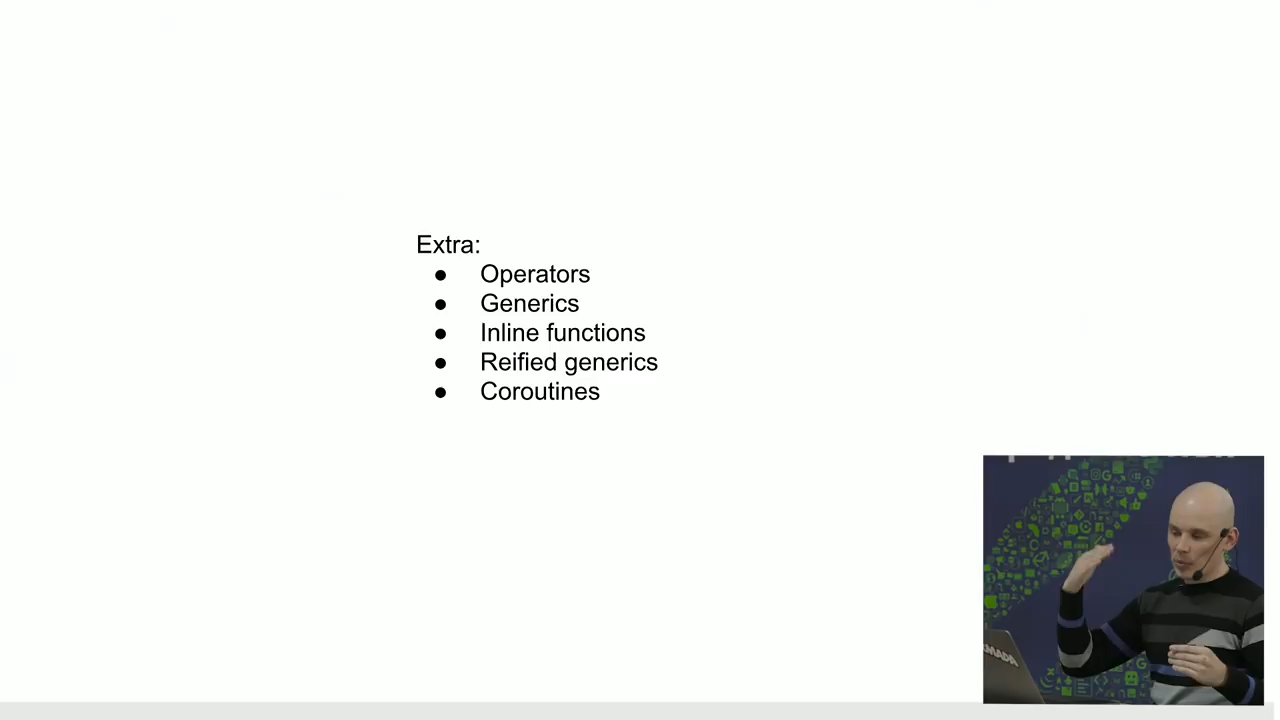 Extra:
● Operators
● Generics
● Inline functions
● Reified generics
● Coroutines